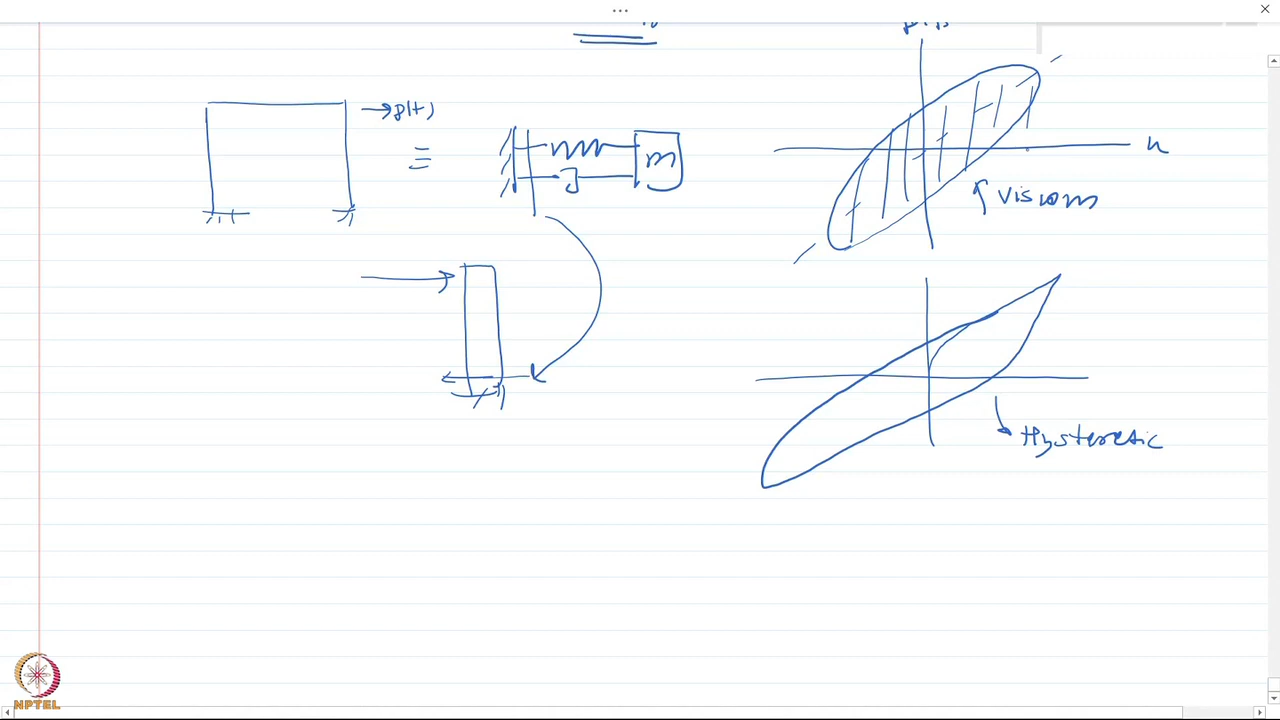 →p(t)
≡
m
u
viscous
Hysteretic
NPTEL